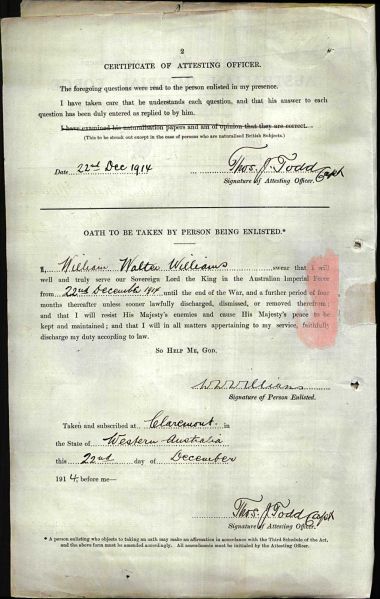 2
CERTIFICATE OF ATTESTING OFFICER.
The foregoing questions were read to the person enlisted in my presence.
I have taken care that he understands each question, and that his answer to each
question has been duly entered as replied to by him.
I have examined his naturalisation papers and am of opinion that they are correct.
(This to be struck out except in the case of persons who are naturalised British Subjects.)
Date 22nd Dec 1914
Thos. J. Todd Capt
Signature of Attesting Officer.
OATH TO BE TAKEN BY PERSON BEING ENLISTED.*
I, William Walter Williams swear that I will
well and truly serve our Sovereign Lord the King in the Australian Imperial Force
from 22nd December 1914 until the end of the War, and a further period of four
months thereafter unless sooner lawfully discharged, dismissed, or removed therefrom;
and that I will resist His Majesty's enemies and cause His Majesty's peace to be
kept and maintained; and that I will in all matters appertaining to my service, faithfully
discharge my duty according to law.
SO HELP ME, GOD.
W W Williams
Signature of Person Enlisted.
Taken and subscribed at Claremont in
the State of Western Australia
this 22nd day of December
1914, before me—
Thos. J. Todd Capt
Signature of Attesting Officer.
* A person enlisting who objects to taking an oath may make an affirmation in accordance with the Third Schedule of the Act,
and the above form must be amended accordingly. All amendments must be initialed by the Attesting Officer.